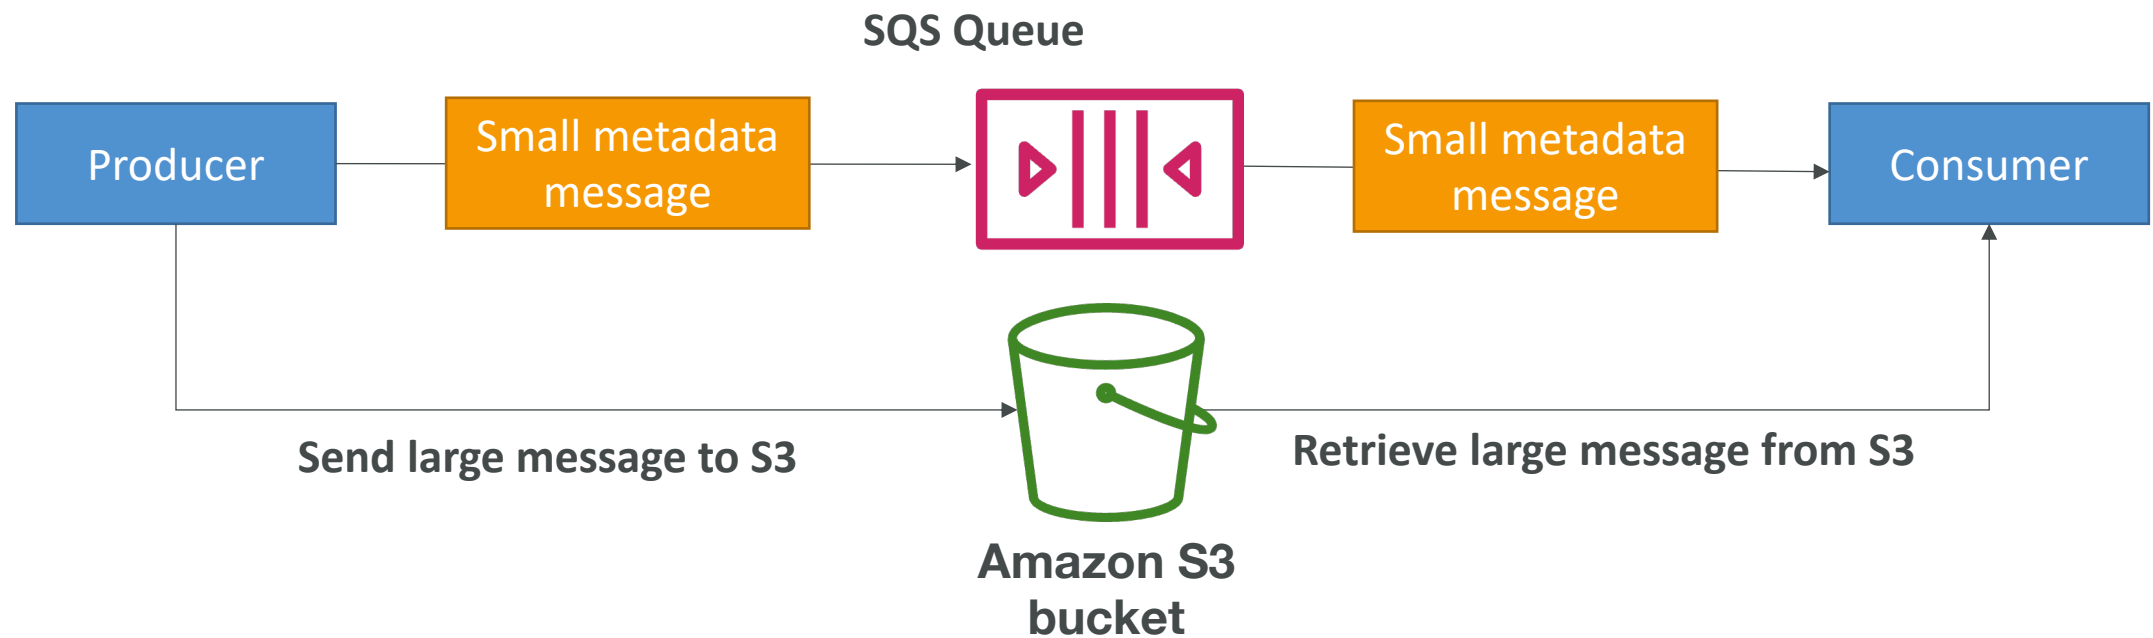 SQS Queue
Producer
Small metadata
message
Small metadata
message
Consumer
Send large message to S3
Retrieve large message from S3
Amazon S3
bucket